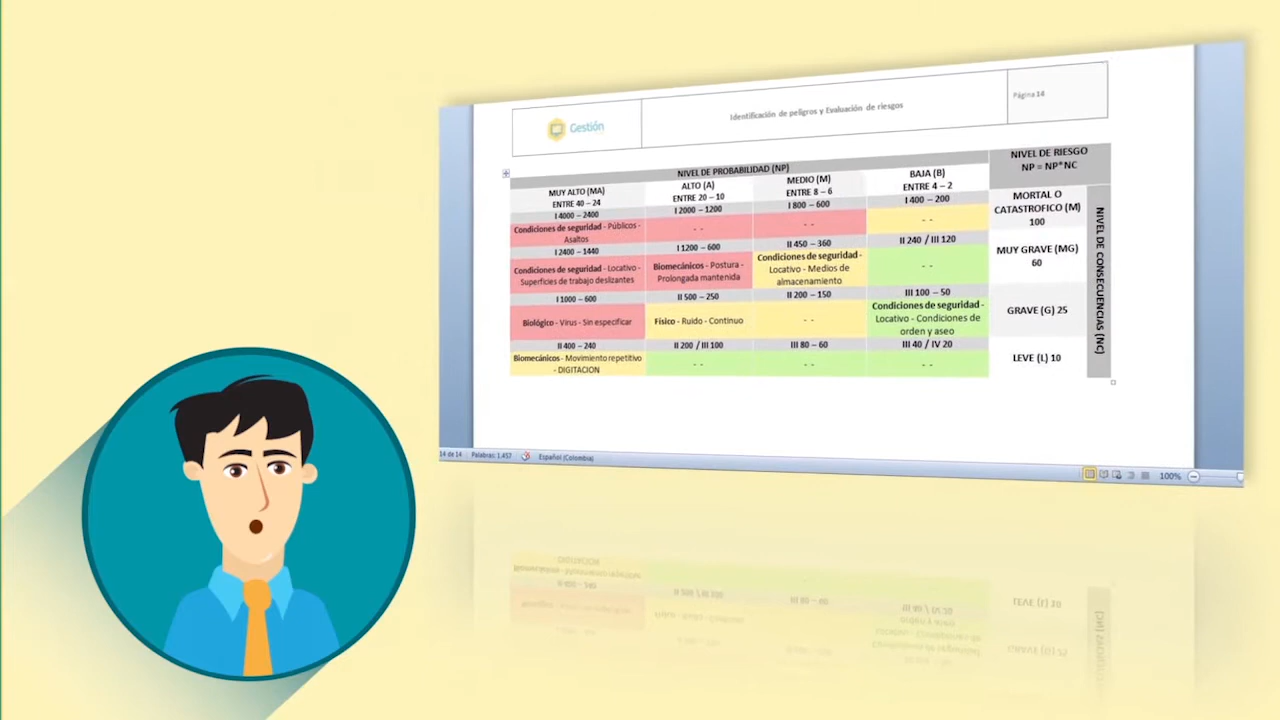 Gestión
Identificación de peligros y Evaluación de riesgos
Página 14
NIVEL DE PROBABILIDAD (NP)
NIVEL DE RIESGO
NP = NP*NC
MUY ALTO (MA)
ENTRE 40 – 24
ALTO (A)
ENTRE 20 – 10
MEDIO (M)
ENTRE 8 – 6
BAJA (B)
ENTRE 4 – 2
I 4000 – 2400
I 2000 – 1200
I 800 – 600
I 400 – 200
MORTAL O
CATASTROFICO (M)
100
NIVEL DE CONSECUENCIAS (NC)
Condiciones de seguridad - Públicos -
Asaltos
- -
- -
- -
I 2400 – 1440
I 1200 – 600
II 450 – 360
II 240 / III 120
MUY GRAVE (MG)
60
Condiciones de seguridad - Locativo -
Superficies de trabajo deslizantes
Biomecánicos - Postura -
Prolongada mantenida
Condiciones de seguridad -
Locativo - Medios de
almacenamiento
- -
I 1000 – 600
II 500 – 250
II 200 – 150
III 100 – 50
GRAVE (G) 25
Biológico - Virus - Sin especificar
Físico - Ruido - Continuo
- -
Condiciones de seguridad -
Locativo - Condiciones de
orden y aseo
II 400 – 240
II 200 / III 100
III 80 – 60
III 40 / IV 20
LEVE (L) 10
Biomecánicos - Movimiento repetitivo
- DIGITACION
- -
- -
- -
14 de 14
Palabras: 1.457
Español (Colombia)
100%